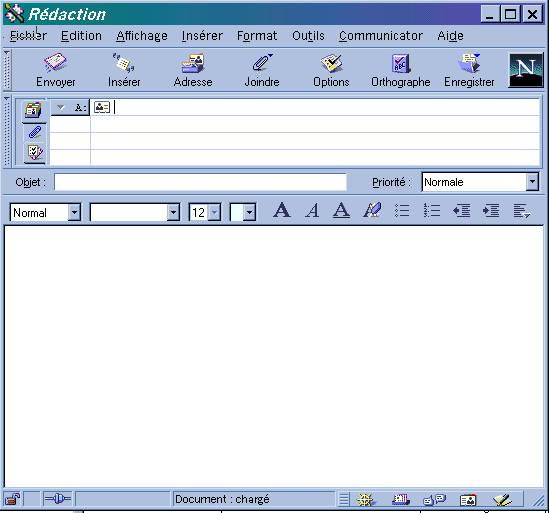 Rédaction
Fichier Edition Affichage Insérer Format Outils Communicator Aide
Envoyer Insérer Adresse Joindre Options Orthographe Enregistrer N
A:
Objet : Priorité : Normale
Normal 12 A A A A
Document : chargé